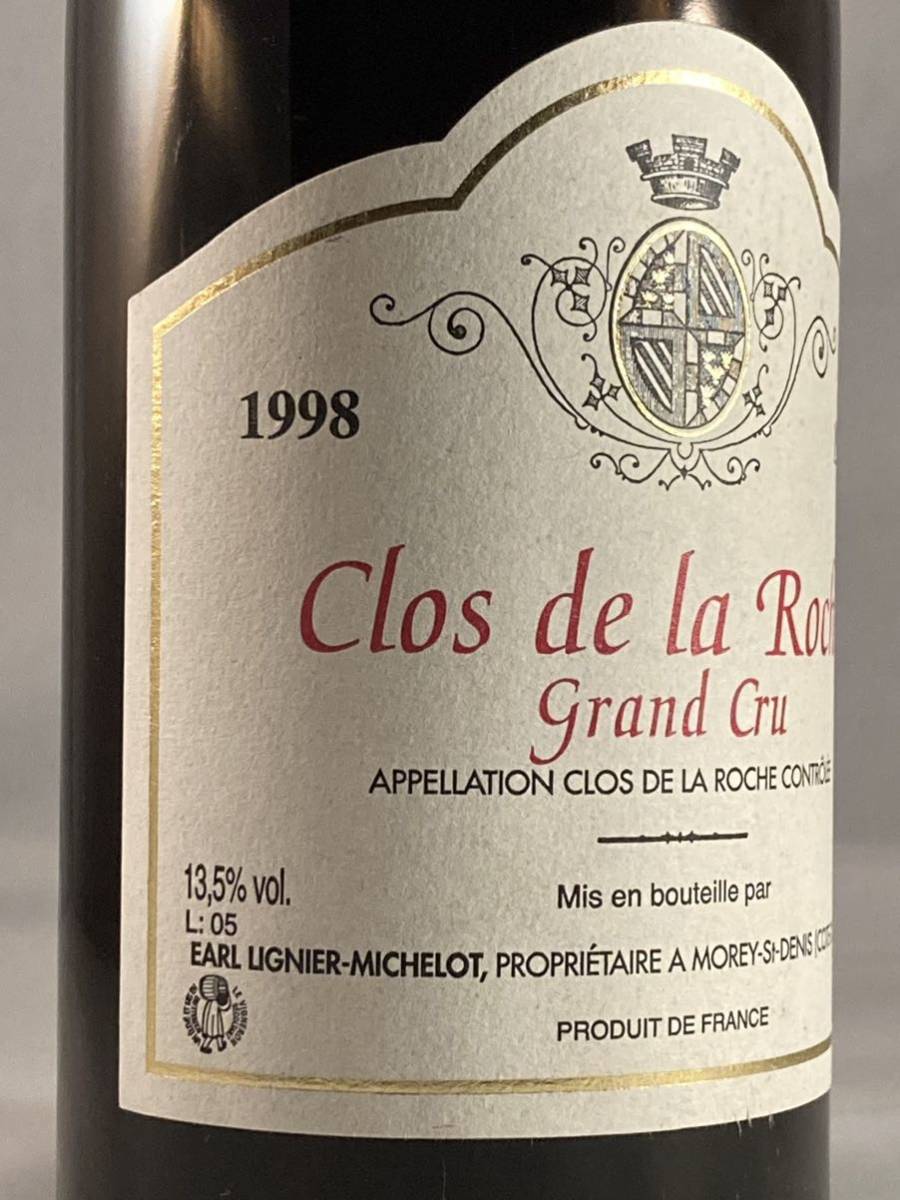 1998
Clos de la Roch
Grand Cru
APPELLATION CLOS DE LA ROCHE CONTRÔLÉE
13,5% vol.
Mis en bouteille par
L: 05
EARL LIGNIER-MICHELOT, PROPRIÉTAIRE A MOREY-St-DENIS
PRODUIT DE FRANCE